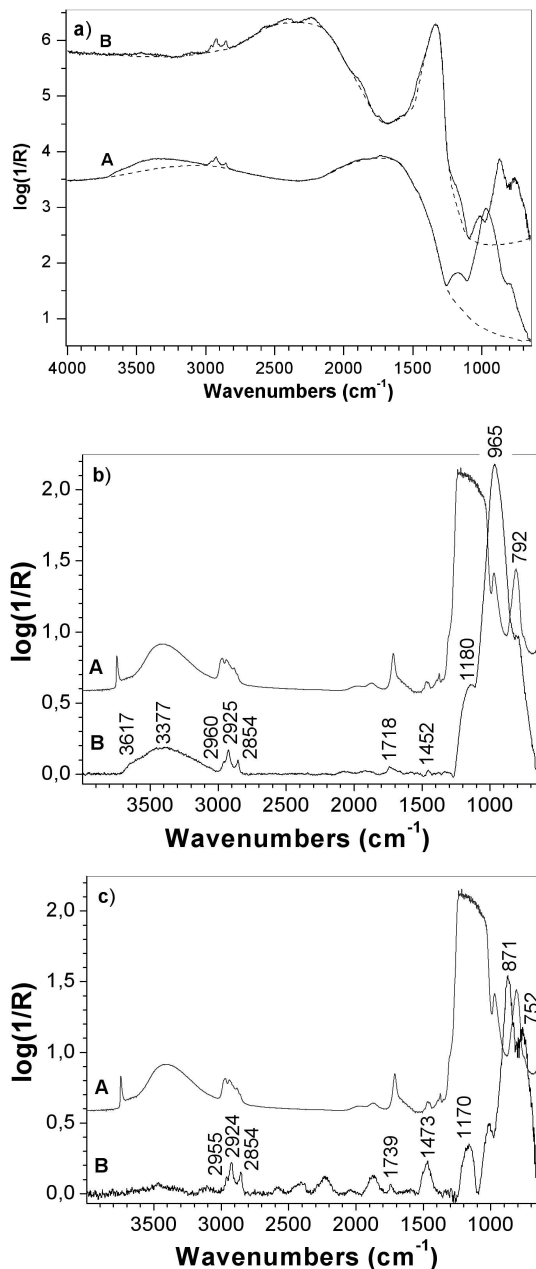 a)
B
A
log(1/R)
6
5
4
3
2
1
4000 3500 3000 2500 2000 1500 1000
Wavenumbers (cm-1)
b)
965
792
1180
A
B
3617
3377
2960
2925
2854
1718
1452
log(1/R)
2,0
1,5
1,0
0,5
0,0
3500 3000 2500 2000 1500 1000
Wavenumbers (cm-1)
c)
871
752
A
B
2955
2924
2854
1739
1473
1170
log(1/R)
2,0
1,5
1,0
0,5
0,0
3500 3000 2500 2000 1500 1000
Wavenumbers (cm-1)